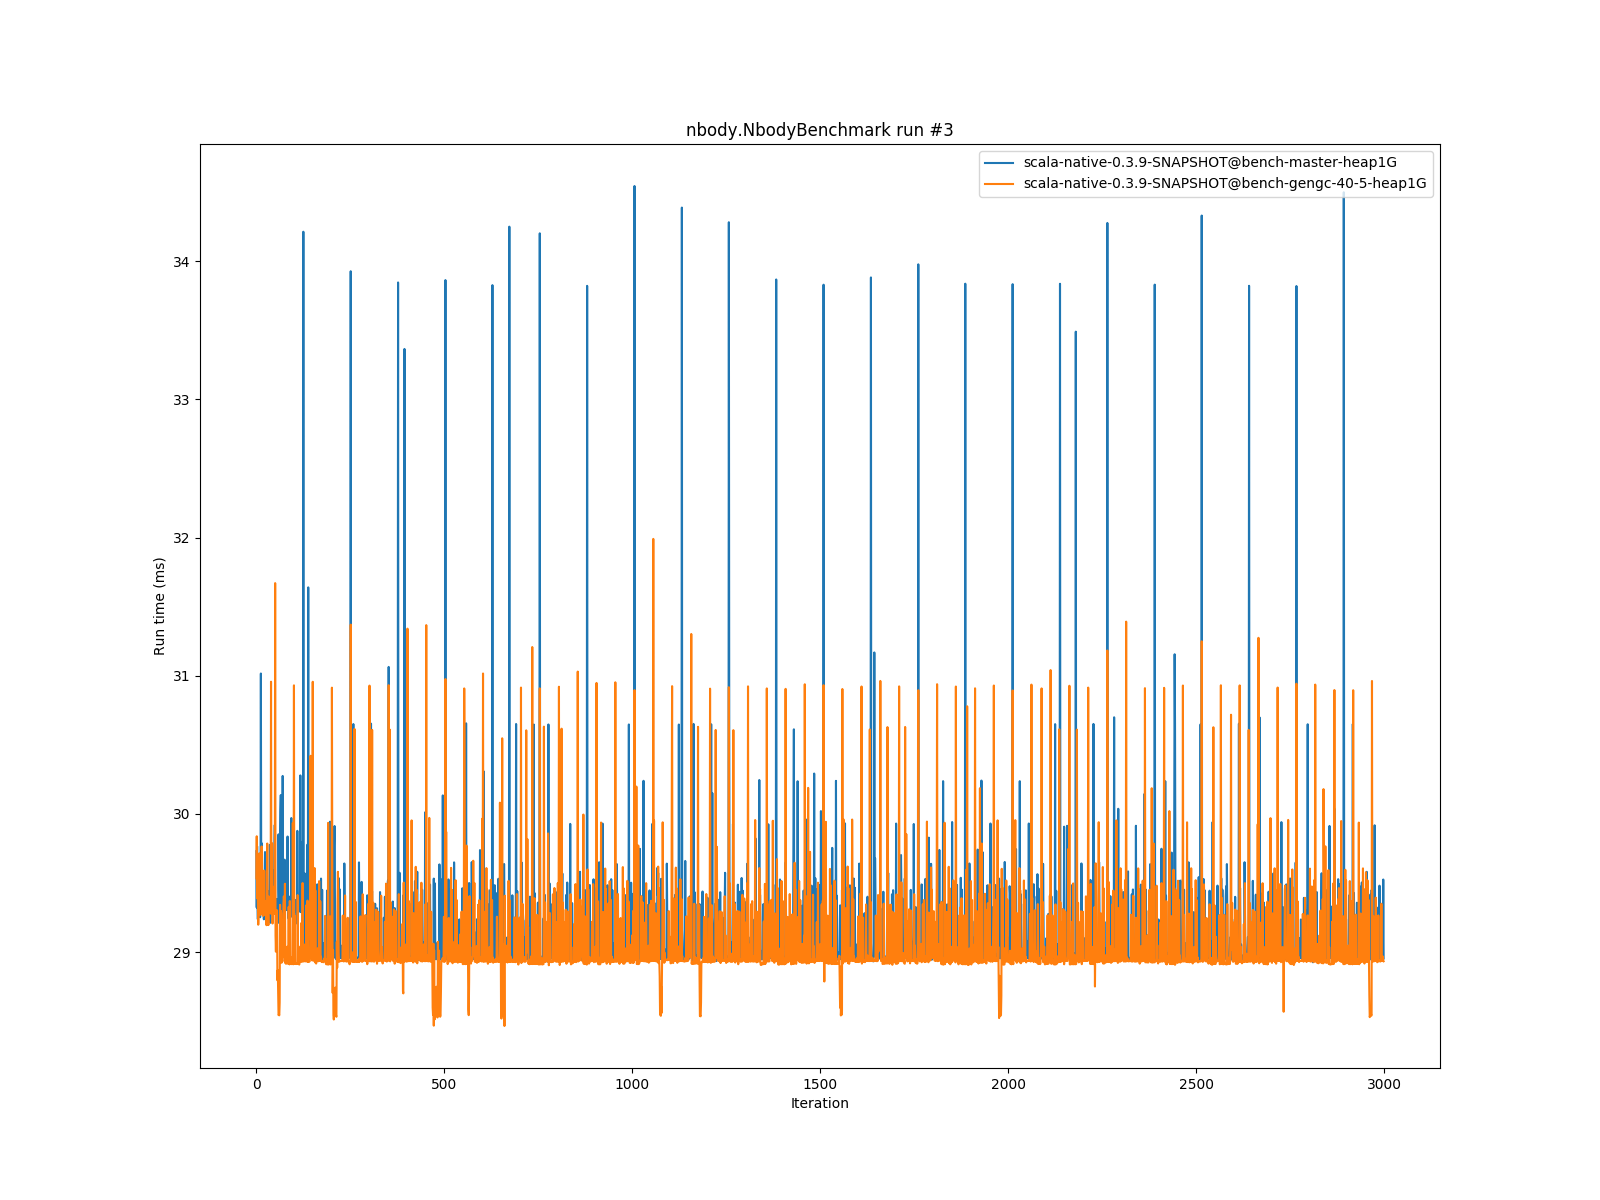 nbody.NbodyBenchmark run #3
scala-native-0.3.9-SNAPSHOT@bench-master-heap1G
scala-native-0.3.9-SNAPSHOT@bench-gengc-40-5-heap1G
Run time (ms)
34
33
32
31
30
29
0 500 1000 1500 2000 2500 3000
Iteration